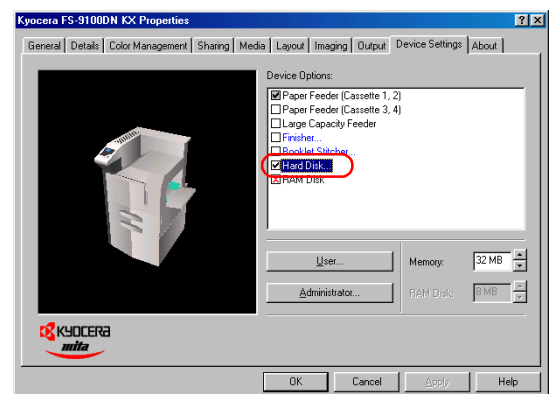 Kyocera FS-9100DN KX Properties
General Details Color Management Sharing Media Layout Imaging Output Device Settings About
Device Options:
Paper Feeder (Cassette 1, 2)
Paper Feeder (Cassette 3, 4)
Large Capacity Feeder
Finisher...
Booklet Stitcher...
Hard Disk...
RAM Disk
User...
Memory: 32 MB
Administrator...
RAM Disk: 8 MB
KYOCERA
mita
OK Cancel Apply Help